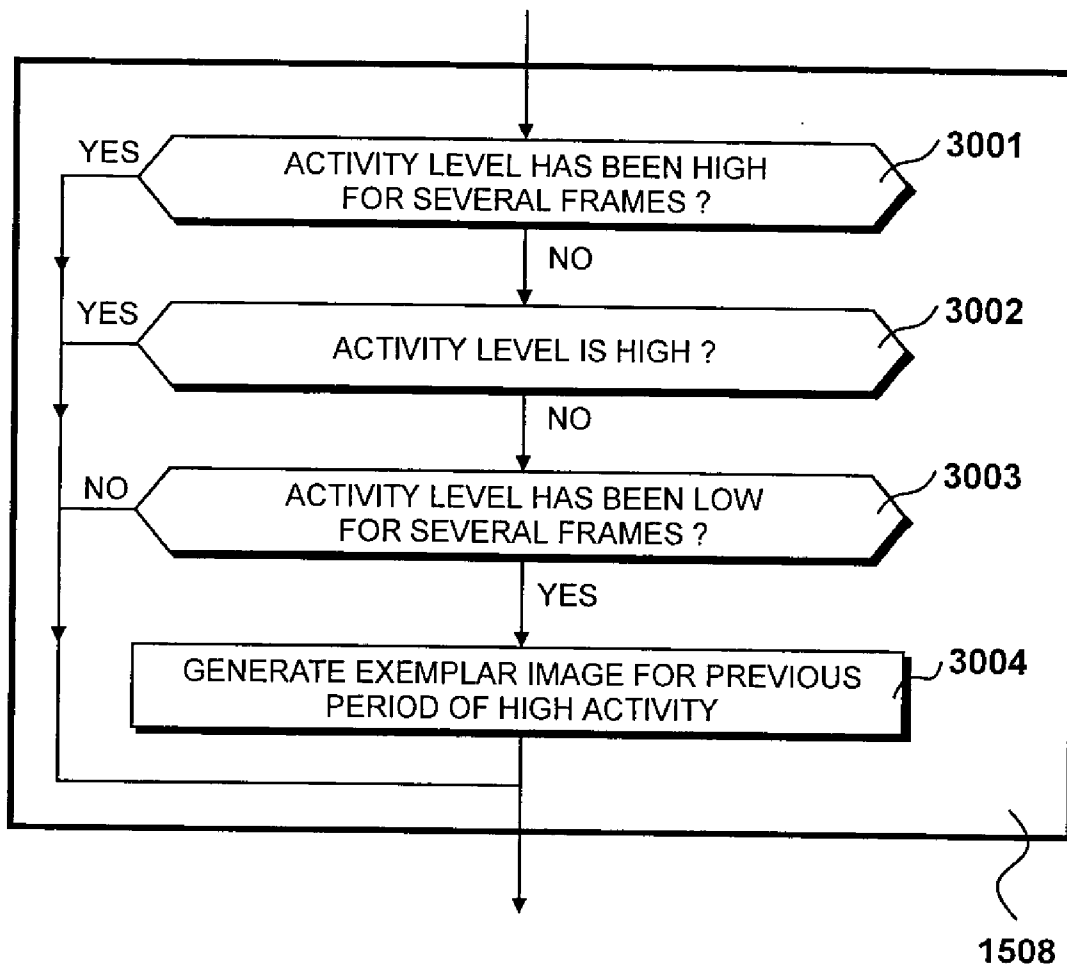 YES
ACTIVITY LEVEL HAS BEEN HIGH
FOR SEVERAL FRAMES ?
3001
NO
YES
ACTIVITY LEVEL IS HIGH ?
3002
NO
NO
ACTIVITY LEVEL HAS BEEN LOW
FOR SEVERAL FRAMES ?
3003
YES
GENERATE EXEMPLAR IMAGE FOR PREVIOUS
PERIOD OF HIGH ACTIVITY
3004
1508